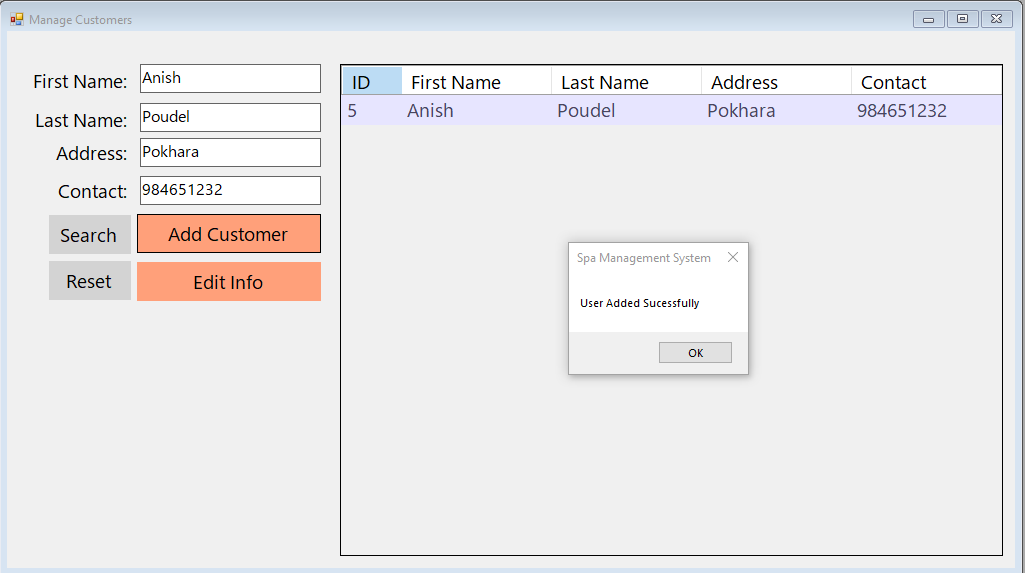 Manage Customers
First Name: Anish
Last Name: Poudel
Address: Pokhara
Contact: 984651232
Search Add Customer
Reset Edit Info
ID First Name Last Name Address Contact
5 Anish Poudel Pokhara 984651232
Spa Management System
User Added Sucessfully
OK